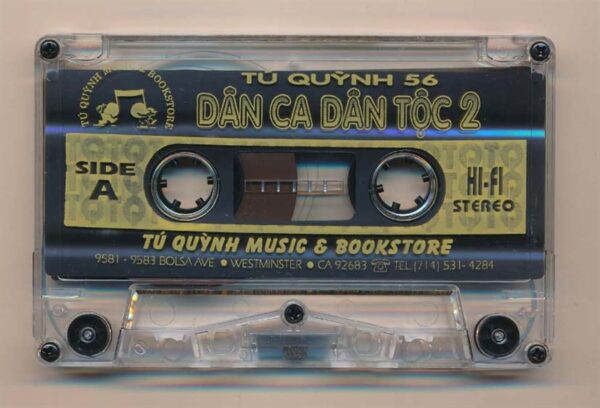 TÚ QUỲNH MUSIC & BOOKSTORE
TÚ QUỲNH 56
DÂN CA DÂN TỘC 2
SIDE
A
HI-FI
STEREO
TÚ QUỲNH MUSIC & BOOKSTORE
9581 - 9583 BOLSA AVE • WESTMINSTER • CA 92683 ☎ TEL.(714) 531-4284